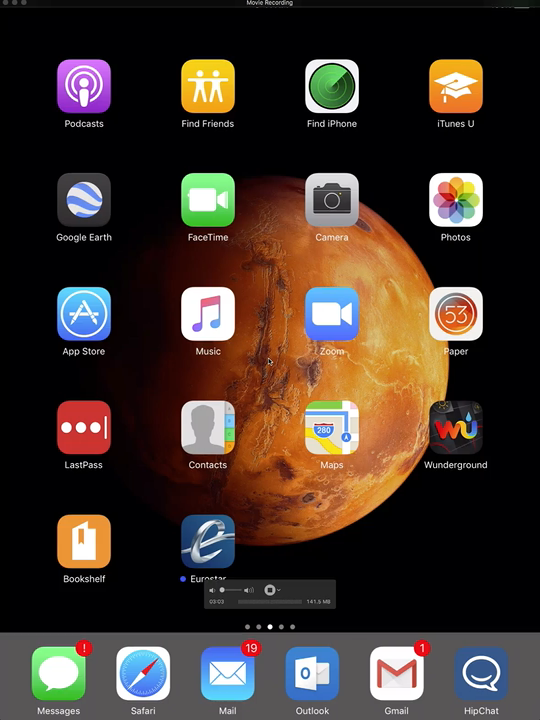 Movie Recording
Podcasts
Find Friends
Find iPhone
iTunes U
Google Earth
FaceTime
Camera
Photos
App Store
Music
Zoom
53
Paper
LastPass
Contacts
280
Maps
WU
Wunderground
Bookshelf
Eurostar
03:03
141.5 MB
!
19
1
Messages
Safari
Mail
Outlook
Gmail
HipChat